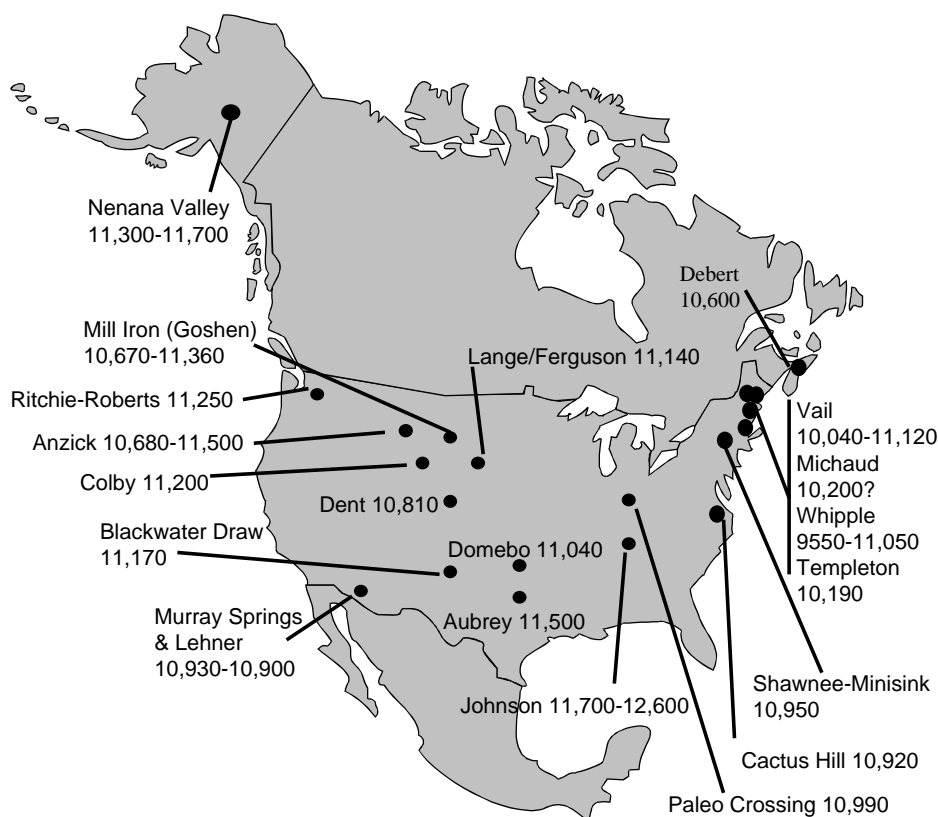 Nenana Valley
11,300-11,700
Debert
10,600
Mill Iron (Goshen)
10,670-11,360
Lange/Ferguson 11,140
Ritchie-Roberts 11,250
Anzick 10,680-11,500
Colby 11,200
Dent 10,810
Vail
10,040-11,120
Michaud
10,200?
Whipple
9550-11,050
Templeton
10,190
Blackwater Draw
11,170
Domebo 11,040
Aubrey 11,500
Murray Springs
& Lehner
10,930-10,900
Johnson 11,700-12,600
Shawnee-Minisink
10,950
Cactus Hill 10,920
Paleo Crossing 10,990